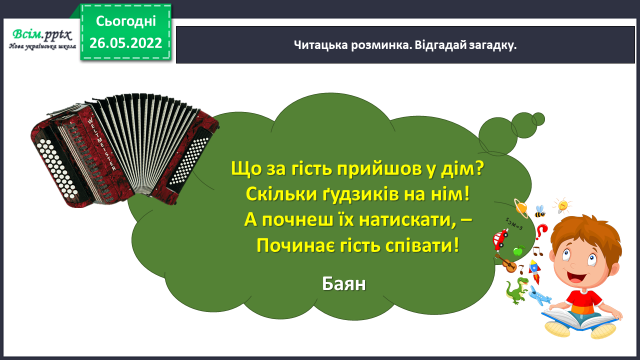 Всім.pptx
Нова українська школа
Сьогодні
26.05.2022
Читацька розминка. Відгадай загадку.
Що за гість прийшов у дім?
Скільки ґудзиків на нім!
А почнеш їх натискати, –
Починає гість співати!
Баян